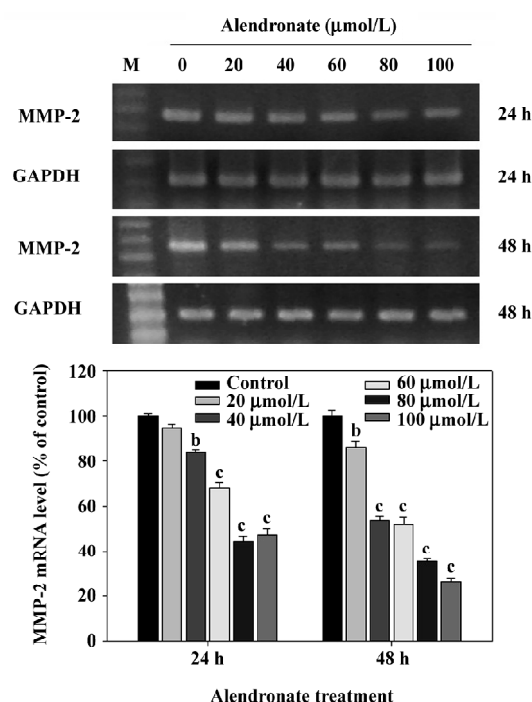 Alendronate (µmol/L)
M 0 20 40 60 80 100
MMP-2 24 h
GAPDH 24 h
MMP-2 48 h
GAPDH 48 h
120
100
80
60
40
20
0
MMP-2 mRNA level (% of control)
Control
20 µmol/L
40 µmol/L
60 µmol/L
80 µmol/L
100 µmol/L
b
c
c
c
b
c
c
c
c
24 h 48 h
Alendronate treatment